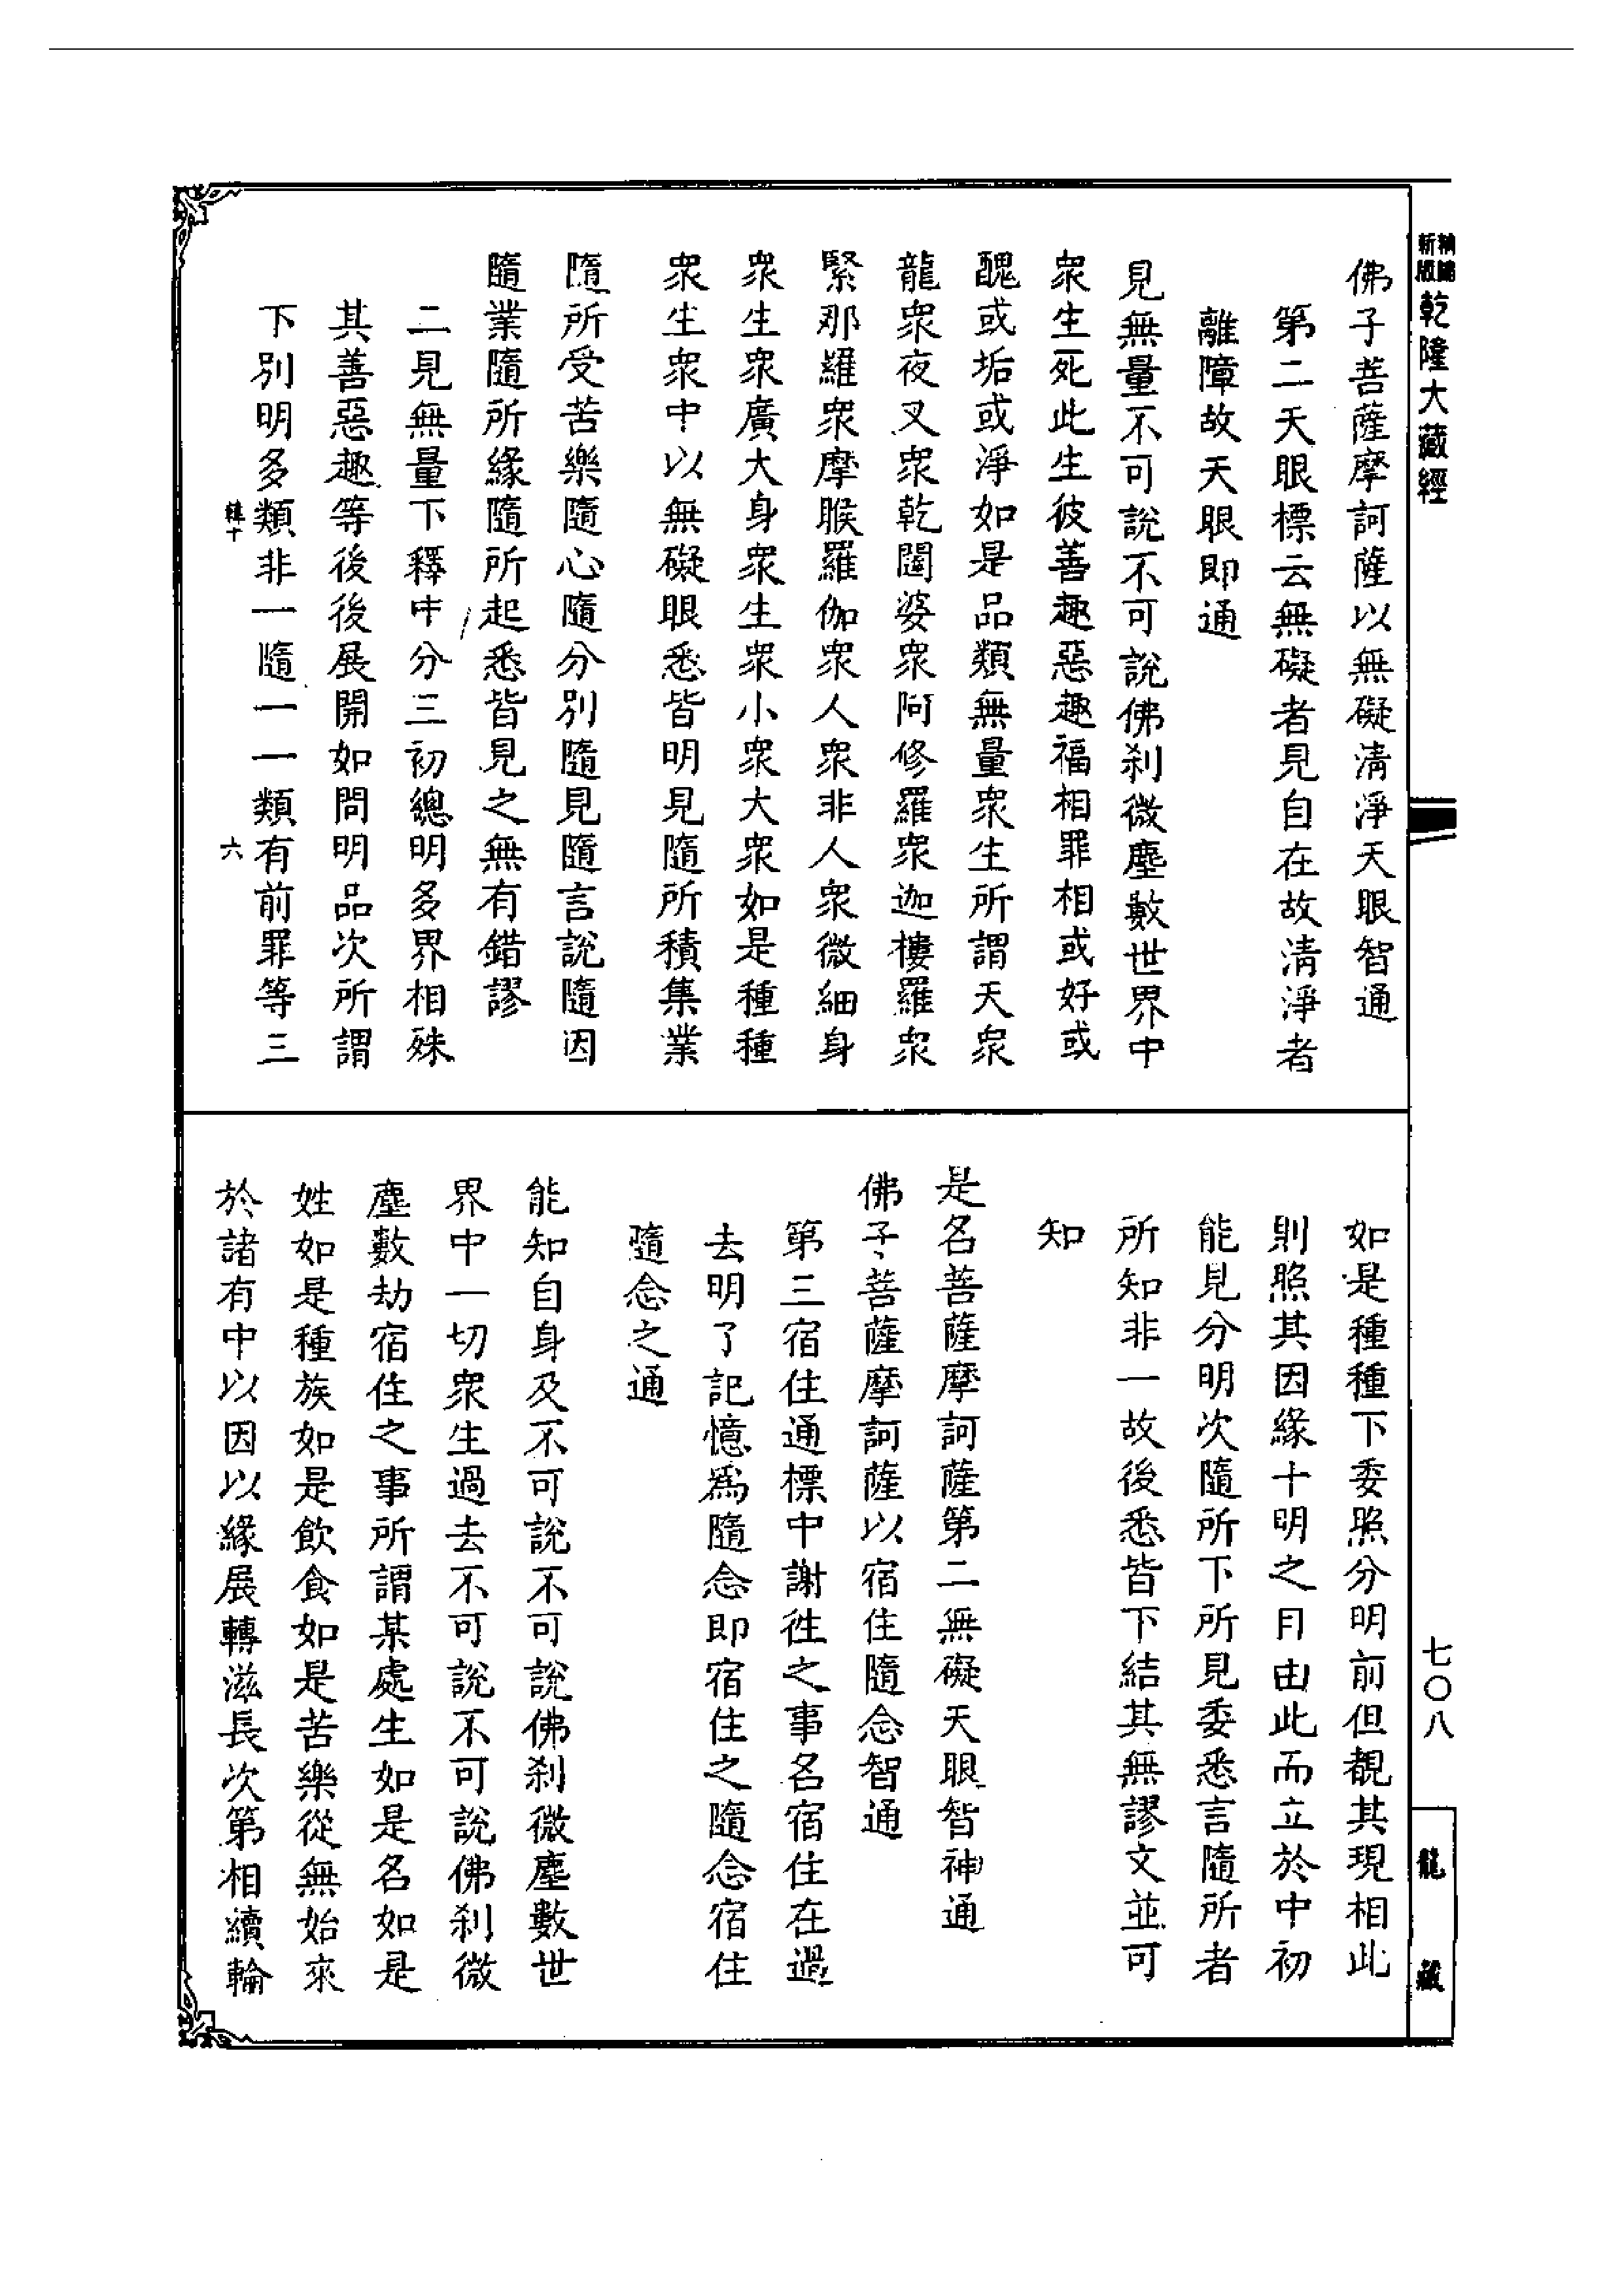 新版
乾隆大藏經
七〇八
龍藏
佛子菩薩摩訶薩以無礙清淨天眼智通
第二天眼標云無礙者見自在故清淨者
離障故天眼即通
見無量不可說不可說佛刹微塵數世界中
衆生死此生彼善趣惡趣福相罪相或好或
醜或垢或淨如是品類無量衆生所謂天衆
龍衆夜叉衆乾闥婆衆阿修羅衆迦樓羅衆
緊那羅衆摩睺羅伽衆人衆非人衆微細身
衆生衆廣大身衆生衆小衆大衆如是種種
衆生衆中以無礙眼悉皆明見隨所積集業
隨所受苦樂隨心隨分別隨見隨言說隨因
隨業隨所緣隨所起悉皆見之無有錯謬
二見無量下釋中分三初總明多界相殊
其善惡趣等後後展開如問明品次所謂
下別明多類非一隨一一類有前罪等三
六
如是種種下委照分明前但覩其現相此
則照其因緣十明之目由此而立於中初
能見分明次隨所下所見委悉言隨所者
所知非一故後悉皆下結其無謬文並可
知
是名菩薩摩訶薩第二無礙天眼智神通
佛子菩薩摩訶薩以宿住隨念智通
第三宿住通標中謝往之事名宿住在過
去明了記憶爲隨念即宿住之隨念宿住
隨念之通
能知自身及不可說不可說佛刹微塵數世
界中一切衆生過去不可說不可說佛刹微
塵數劫宿住之事所謂某處生如是名如是
姓如是種族如是飲食如是苦樂從無始來
於諸有中以因以緣展轉滋長次第相續輪